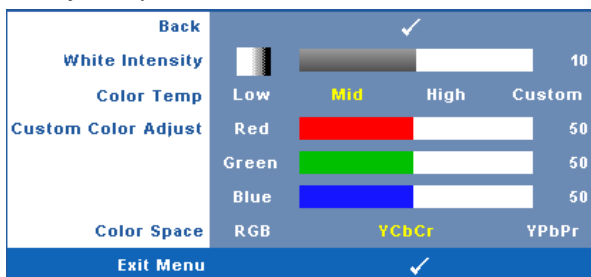 Back
White Intensity 10
Color Temp Low Mid High Custom
Custom Color Adjust Red 50
Green 50
Blue 50
Color Space RGB YCbCr YPbPr
Exit Menu